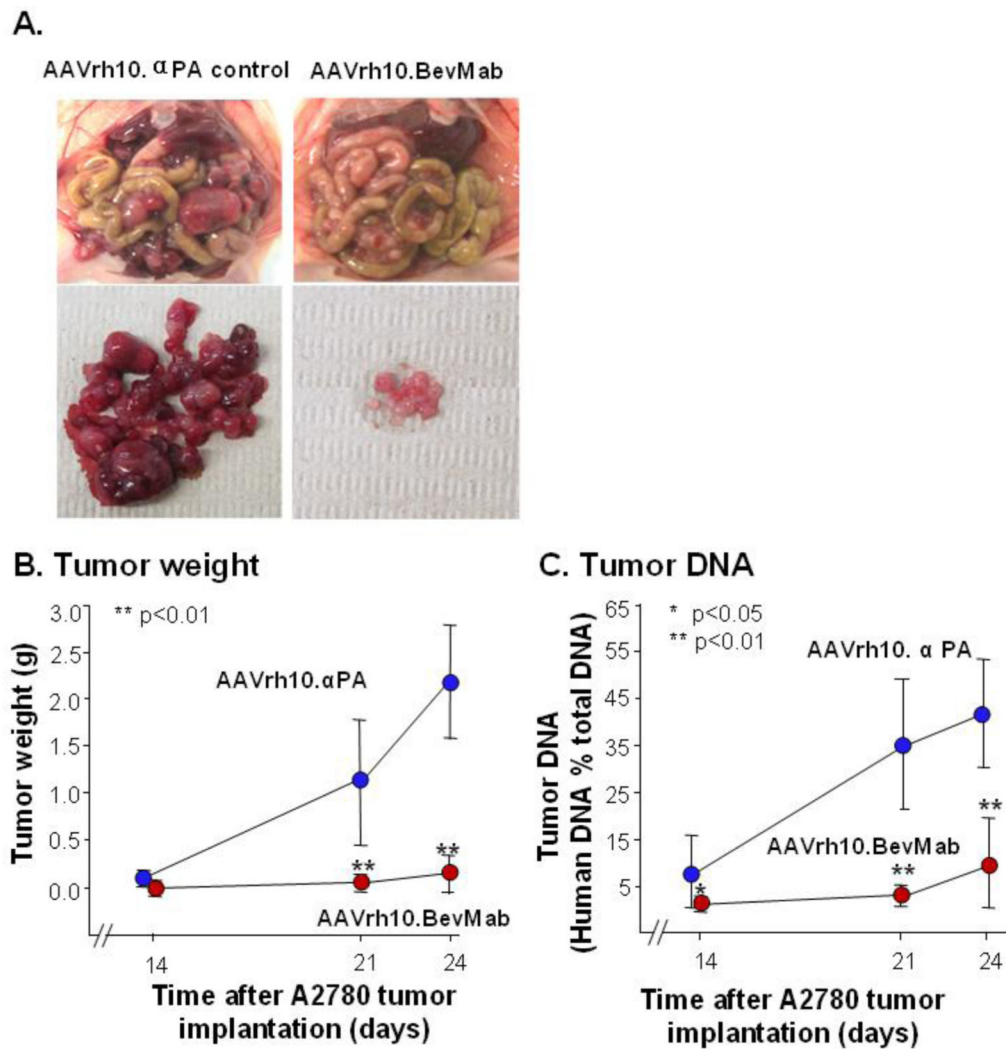 A.
AAVrh10. αPA control
AAVrh10.BevMab
B. Tumor weight
** p<0.01
3.0
2.5
2.0
1.5
1.0
0.5
0.0
Tumor weight (g)
AAVrh10.αPA
**
**
AAVrh10.BevMab
14
21
24
Time after A2780 tumor
implantation (days)
C. Tumor DNA
* p<0.05
** p<0.01
65
55
45
35
25
15
5
Tumor DNA
(Human DNA % total DNA)
AAVrh10. α PA
AAVrh10.BevMab
*
**
**
14
21
24
Time after A2780 tumor
implantation (days)